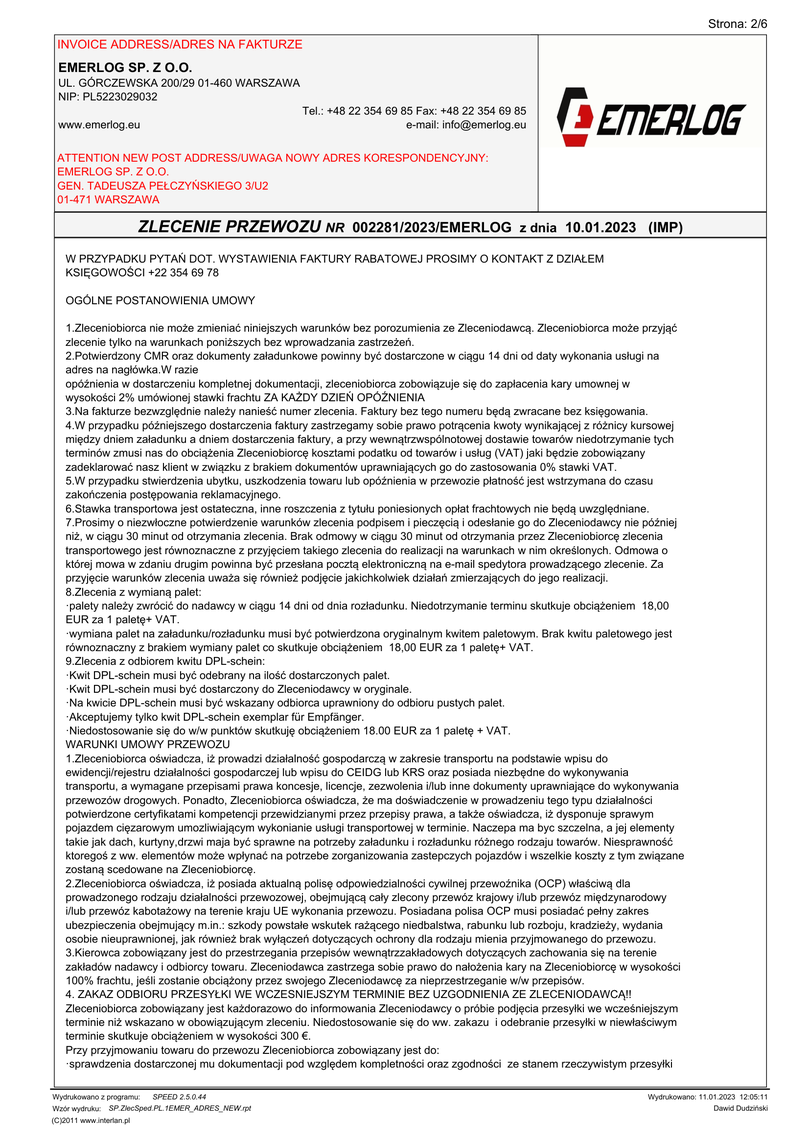 Strona: 2/6
INVOICE ADDRESS/ADRES NA FAKTURZE
EMERLOG SP. Z O.O.
UL. GÓRCZEWSKA 200/29 01-460 WARSZAWA
NIP: PL5223029032
Tel.: +48 22 354 69 85 Fax: +48 22 354 69 85
www.emerlog.eu e-mail: info@emerlog.eu
EMERLOG
ATTENTION NEW POST ADDRESS/UWAGA NOWY ADRES KORESPONDENCYJNY:
EMERLOG SP. Z O.O.
GEN. TADEUSZA PEŁCZYŃSKIEGO 3/U2
01-471 WARSZAWA
ZLECENIE PRZEWOZU NR 002281/2023/EMERLOG z dnia 10.01.2023 (IMP)
W PRZYPADKU PYTAŃ DOT. WYSTAWIENIA FAKTURY RABATOWEJ PROSIMY O KONTAKT Z DZIAŁEM
KSIĘGOWOŚCI +22 354 69 78
OGÓLNE POSTANOWIENIA UMOWY
1.Zleceniobiorca nie może zmieniać niniejszych warunków bez porozumienia ze Zleceniodawcą. Zleceniobiorca może przyjąć
zlecenie tylko na warunkach poniższych bez wprowadzania zastrzeżeń.
2.Potwierdzony CMR oraz dokumenty załadunkowe powinny być dostarczone w ciągu 14 dni od daty wykonania usługi na
adres na nagłówka.W razie
opóźnienia w dostarczeniu kompletnej dokumentacji, zleceniobiorca zobowiązuje się do zapłacenia kary umownej w
wysokości 2% umówionej stawki frachtu ZA KAŻDY DZIEŃ OPÓŹNIENIA
3.Na fakturze bezwzględnie należy nanieść numer zlecenia. Faktury bez tego numeru będą zwracane bez księgowania.
4.W przypadku późniejszego dostarczenia faktury zastrzegamy sobie prawo potrącenia kwoty wynikającej z różnicy kursowej
między dniem załadunku a dniem dostarczenia faktury, a przy wewnątrzwspólnotowej dostawie towarów niedotrzymanie tych
terminów zmusi nas do obciążenia Zleceniobiorcę kosztami podatku od towarów i usług (VAT) jaki będzie zobowiązany
zadeklarować nasz klient w związku z brakiem dokumentów uprawniających go do zastosowania 0% stawki VAT.
5.W przypadku stwierdzenia ubytku, uszkodzenia towaru lub opóźnienia w przewozie płatność jest wstrzymana do czasu
zakończenia postępowania reklamacyjnego.
6.Stawka transportowa jest ostateczna, inne roszczenia z tytułu poniesionych opłat frachtowych nie będą uwzględniane.
7.Prosimy o niezwłoczne potwierdzenie warunków zlecenia podpisem i pieczęcią i odesłanie go do Zleceniodawcy nie później
niż, w ciągu 30 minut od otrzymania zlecenia. Brak odmowy w ciągu 30 minut od otrzymania przez Zleceniobiorcę zlecenia
transportowego jest równoznaczne z przyjęciem takiego zlecenia do realizacji na warunkach w nim określonych. Odmowa o
której mowa w zdaniu drugim powinna być przesłana pocztą elektroniczną na e-mail spedytora prowadzącego zlecenie. Za
przyjęcie warunków zlecenia uważa się również podjęcie jakichkolwiek działań zmierzających do jego realizacji.
8.Zlecenia z wymianą palet:
·palety należy zwrócić do nadawcy w ciągu 14 dni od dnia rozładunku. Niedotrzymanie terminu skutkuje obciążeniem 18,00
EUR za 1 paletę+ VAT.
·wymiana palet na załadunku/rozładunku musi być potwierdzona oryginalnym kwitem paletowym. Brak kwitu paletowego jest
równoznaczny z brakiem wymiany palet co skutkuje obciążeniem 18,00 EUR za 1 paletę+ VAT.
9.Zlecenia z odbiorem kwitu DPL-schein:
·Kwit DPL-schein musi być odebrany na ilość dostarczonych palet.
·Kwit DPL-schein musi być dostarczony do Zleceniodawcy w oryginale.
·Na kwicie DPL-schein musi być wskazany odbiorca uprawniony do odbioru pustych palet.
·Akceptujemy tylko kwit DPL-schein exemplar für Empfänger.
·Niedostosowanie się do w/w punktów skutkuję obciążeniem 18.00 EUR za 1 paletę + VAT.
WARUNKI UMOWY PRZEWOZU
1.Zleceniobiorca oświadcza, iż prowadzi działalność gospodarczą w zakresie transportu na podstawie wpisu do
ewidencji/rejestru działalności gospodarczej lub wpisu do CEIDG lub KRS oraz posiada niezbędne do wykonywania
transportu, a wymagane przepisami prawa koncesje, licencje, zezwolenia i/lub inne dokumenty uprawniające do wykonywania
przewozów drogowych. Ponadto, Zleceniobiorca oświadcza, że ma doświadczenie w prowadzeniu tego typu działalności
potwierdzone certyfikatami kompetencji przewidzianymi przez przepisy prawa, a także oświadcza, iż dysponuje sprawym
pojazdem cięzarowym umozliwiającym wykonianie usługi transportowej w terminie. Naczepa ma byc szczelna, a jej elementy
takie jak dach, kurtyny,drzwi maja być sprawne na potrzeby załadunku i rozładunku różnego rodzaju towarów. Niesprawność
ktoregoś z ww. elementów może wpłynąć na potrzebe zorganizowania zastepczych pojazdów i wszelkie koszty z tym związane
zostaną scedowane na Zleceniobiorcę.
2.Zleceniobiorca oświadcza, iż posiada aktualną polisę odpowiedzialności cywilnej przewoźnika (OCP) właściwą dla
prowadzonego rodzaju działalności przewozowej, obejmującą cały zlecony przewóz krajowy i/lub przewóz międzynarodowy
i/lub przewóz kabotażowy na terenie kraju UE wykonania przewozu. Posiadana polisa OCP musi posiadać pełny zakres
ubezpieczenia obejmujący m.in.: szkody powstałe wskutek rażącego niedbalstwa, rabunku lub rozboju, kradzieży, wydania
osobie nieuprawnionej, jak również brak wyłączeń dotyczących ochrony dla rodzaju mienia przyjmowanego do przewozu.
3.Kierowca zobowiązany jest do przestrzegania przepisów wewnątrzzakładowych dotyczących zachowania się na terenie
zakładów nadawcy i odbiorcy towaru. Zleceniodawca zastrzega sobie prawo do nałożenia kary na Zleceniobiorcę w wysokości
100% frachtu, jeśli zostanie obciążony przez swojego Zleceniodawcę za nieprzestrzeganie w/w przepisów.
4. ZAKAZ ODBIORU PRZESYŁKI WE WCZESNIEJSZYM TERMINIE BEZ UZGODNIENIA ZE ZLECENIODAWCĄ!!
Zleceniobiorca zobowiązany jest każdorazowo do informowania Zleceniodawcy o próbie podjęcia przesyłki we wcześniejszym
terminie niż wskazano w obowiązującym zleceniu. Niedostosowanie się do ww. zakazu i odebranie przesyłki w niewłaściwym
terminie skutkuje obciążeniem w wysokości 300 €.
Przy przyjmowaniu towaru do przewozu Zleceniobiorca zobowiązany jest do:
·sprawdzenia dostarczonej mu dokumentacji pod względem kompletności oraz zgodności ze stanem rzeczywistym przesyłki
Wydrukowano z programu: SPEED 2.5.0.44 Wydrukowano: 11.01.2023 12:05:11
Wzór wydruku: SP.ZlecSped.PL.1EMER_ADRES_NEW.rpt Dawid Dudziński
(C)2011 www.interlan.pl